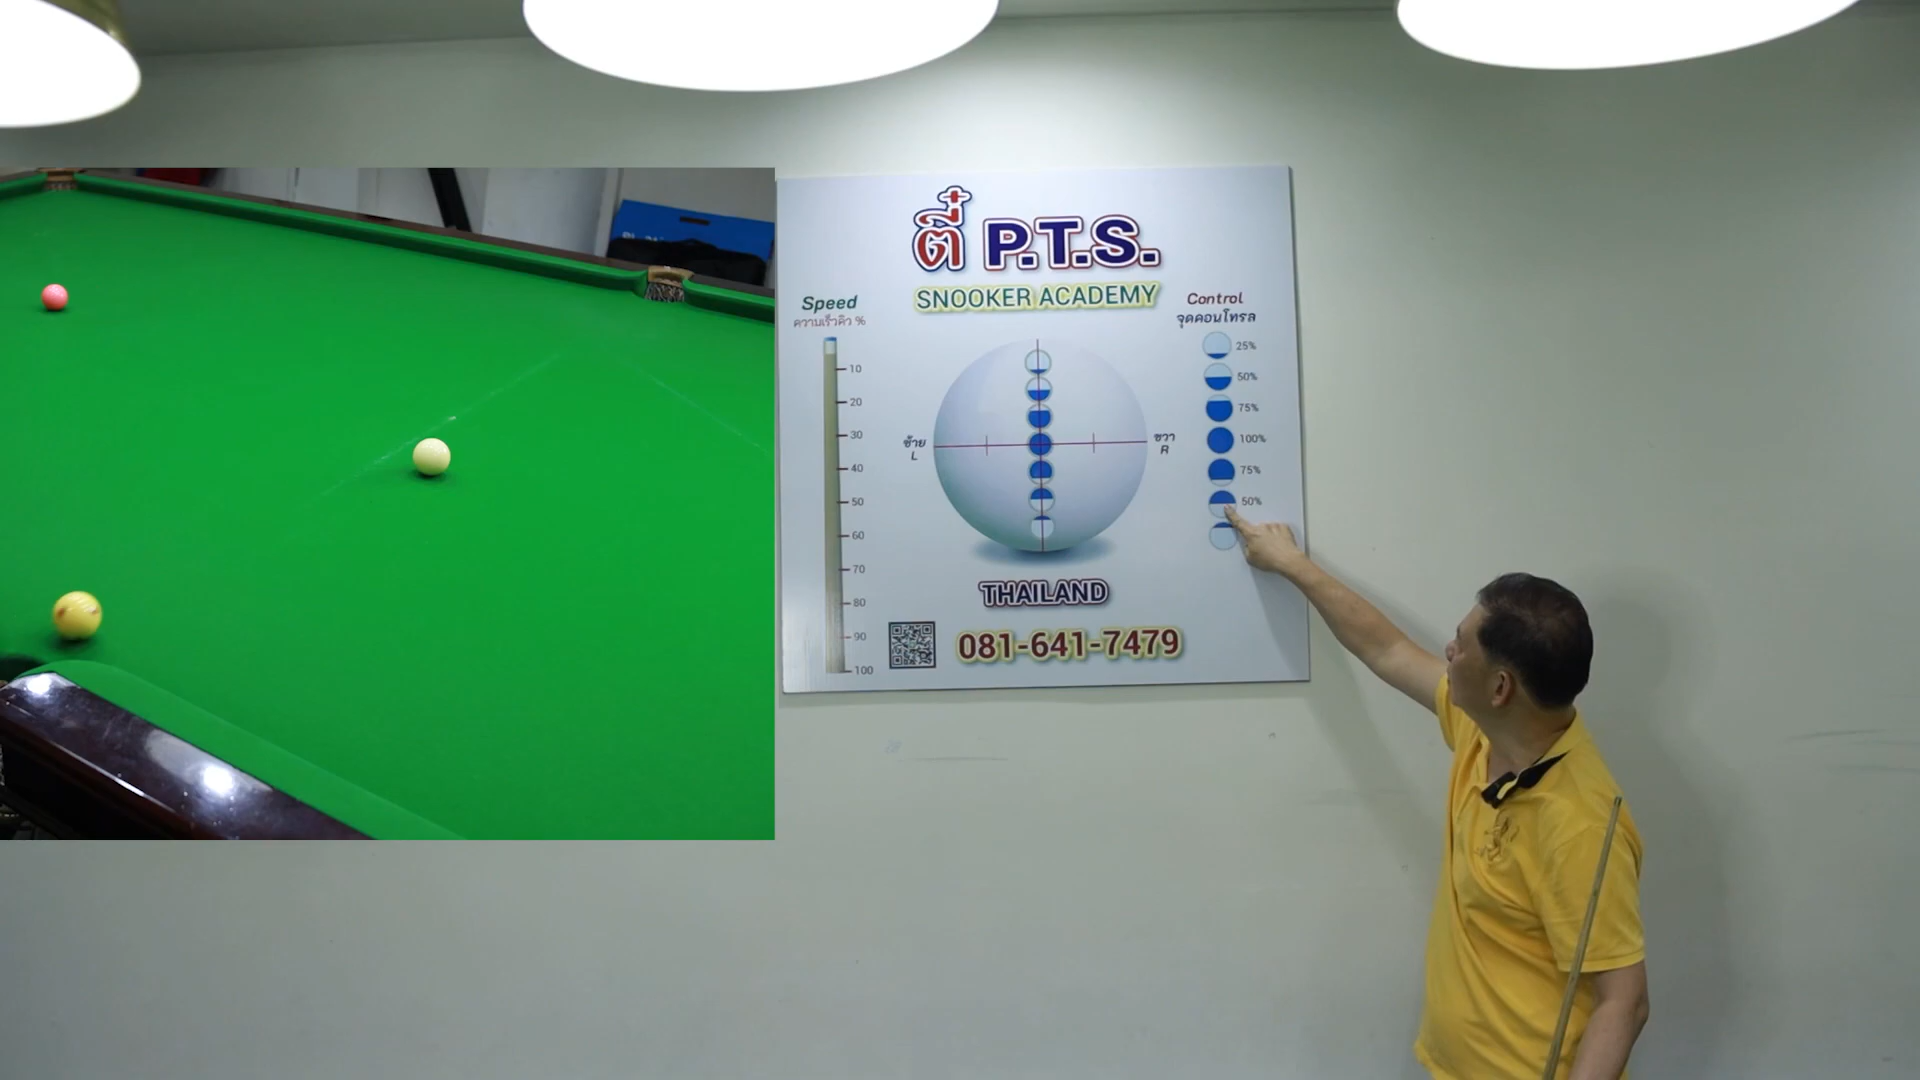 ตี๋ P.T.S.
SNOOKER ACADEMY
Speed
ความเร็วคิว %
10
20
30
40
50
60
70
80
90
100
ซ้าย
L
ขวา
R
Control
จุดคอนโทรล
25%
50%
75%
100%
75%
50%
THAILAND
081-641-7479